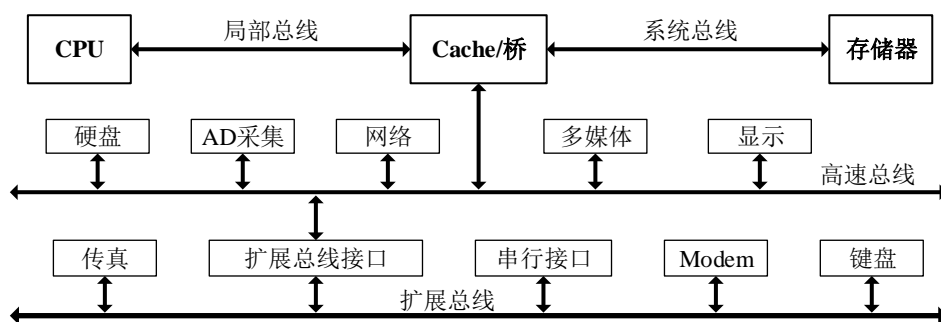 局部总线
系统总线
CPU
Cache/桥
存储器
硬盘
AD采集
网络
多媒体
显示
高速总线
传真
扩展总线接口
串行接口
Modem
键盘
扩展总线